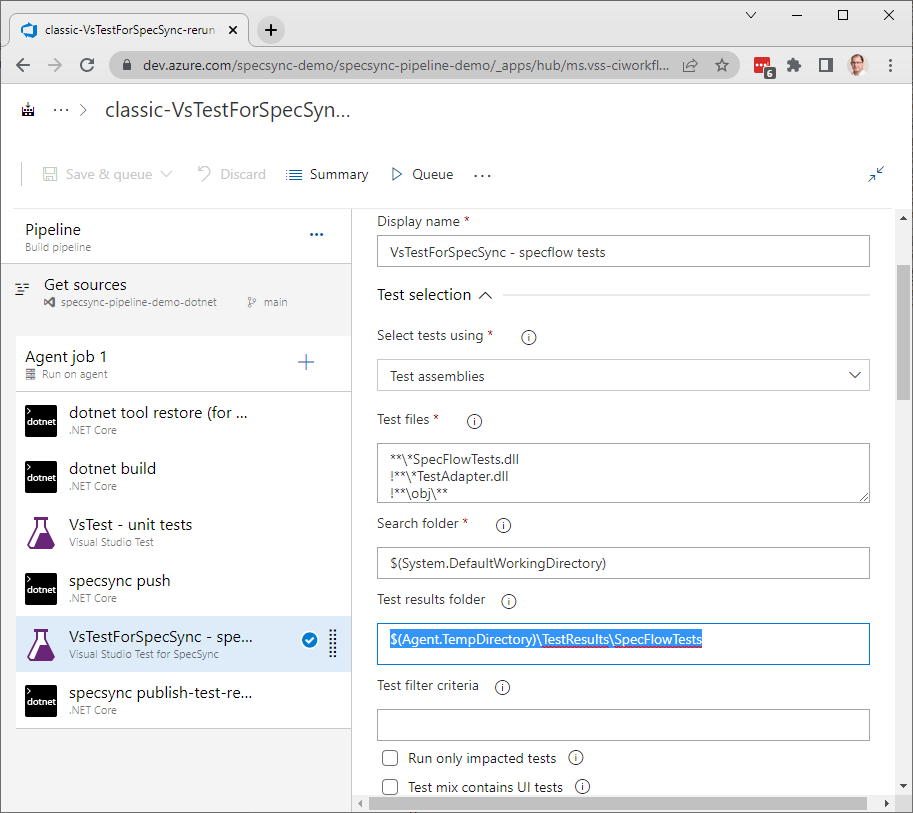 classic-VsTestForSpecSync-rerun
dev.azure.com/specsync-demo/specsync-pipeline-demo/_apps/hub/ms.vss-ciworkfl...
6
... > classic-VsTestForSpecSyn...
Save & queue
Discard
Summary
Queue
...
Pipeline
...
Build pipeline
Get sources
specsync-pipeline-demo-dotnet
main
Agent job 1
Run on agent
dotnet
dotnet tool restore (for ...
.NET Core
dotnet
dotnet build
.NET Core
VsTest - unit tests
Visual Studio Test
dotnet
specsync push
.NET Core
VsTestForSpecSync - spe...
Visual Studio Test for SpecSync
dotnet
specsync publish-test-re...
.NET Core
Display name *
VsTestForSpecSync - specflow tests
Test selection
Select tests using *
Test assemblies
Test files *
**\*SpecFlowTests.dll
!**\*TestAdapter.dll
!**\obj\**
Search folder *
$(System.DefaultWorkingDirectory)
Test results folder
$(Agent.TempDirectory)\TestResults\SpecFlowTests
Test filter criteria
Run only impacted tests
Test mix contains UI tests